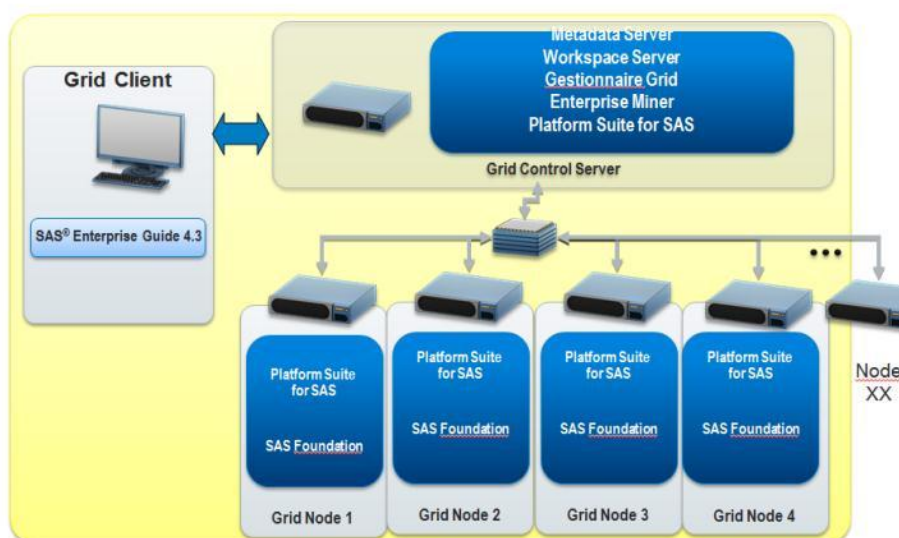 Metadata Server
Workspace Server
Gestionnaire Grid
Enterprise Miner
Platform Suite for SAS
Grid Control Server
Grid Client
SAS® Enterprise Guide 4.3
...
Platform Suite
for SAS
SAS Foundation
Grid Node 1
Platform Suite
for SAS
SAS Foundation
Grid Node 2
Platform Suite
for SAS
SAS Foundation
Grid Node 3
Platform Suite
for SAS
SAS Foundation
Grid Node 4
Node
XX